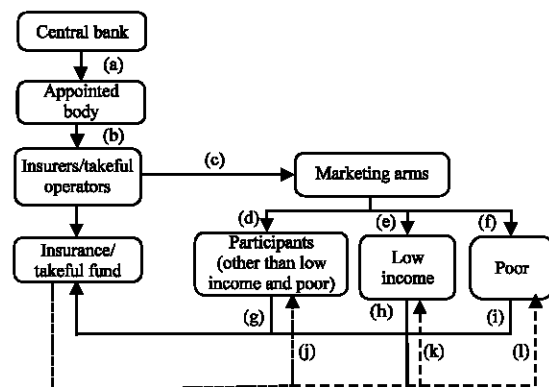 Central bank
(a)
Appointed
body
(b)
Insurers/takeful
operators
(c)
Marketing arms
(d)
(e)
(f)
Insurance/
takeful fund
Participants
(other than low
income and poor)
Low
income
Poor
(g)
(h)
(i)
(j)
(k)
(l)